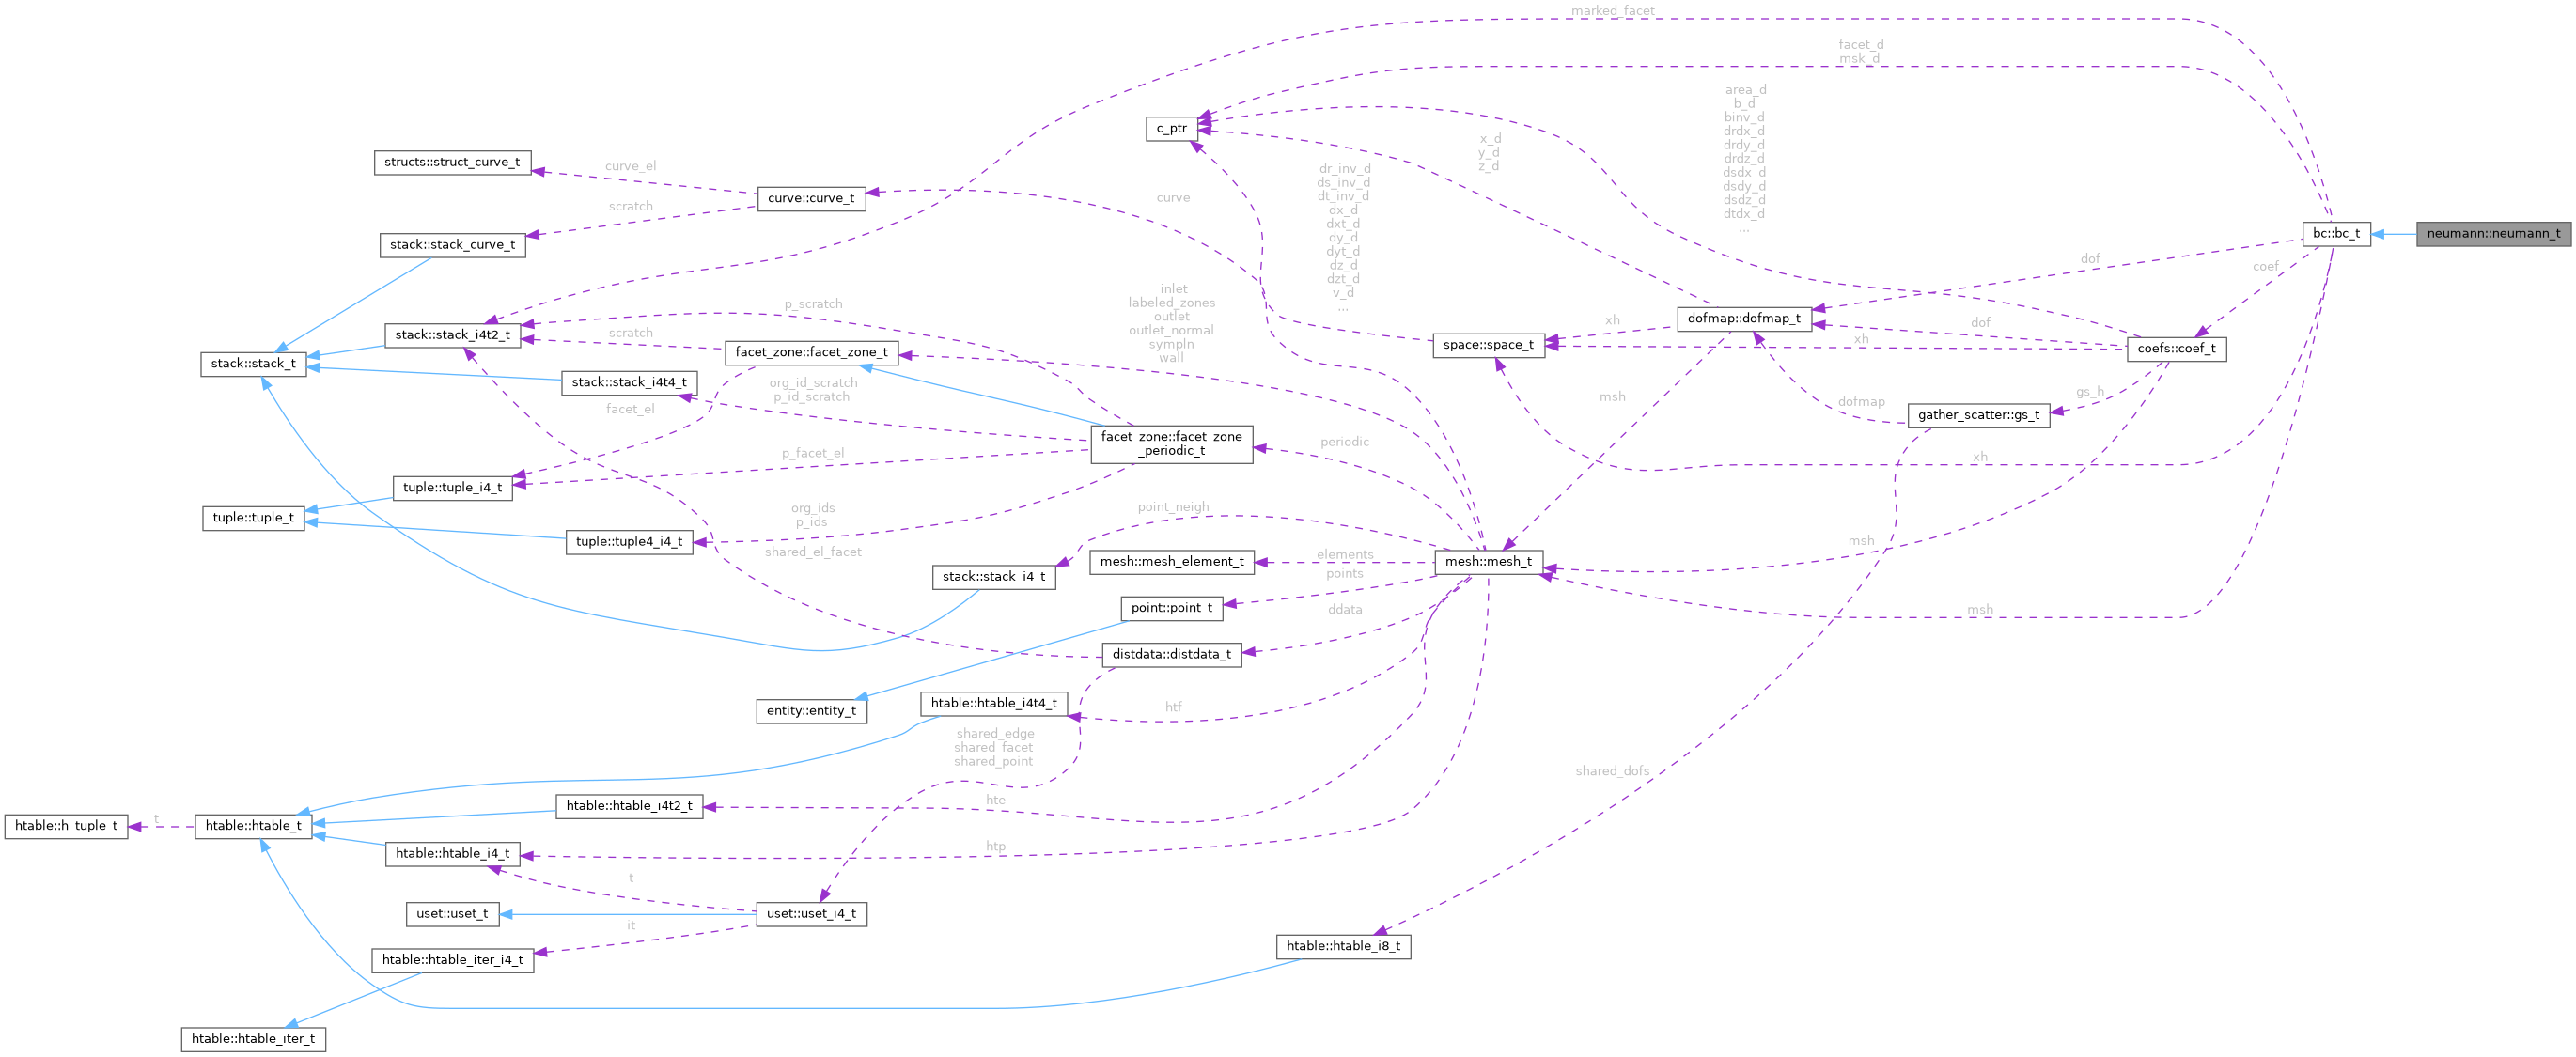 marked_facet
facet_d
msk_d
area_d
b_d
binv_d
drdx_d
drdy_d
drdz_d
dsdx_d
dsdy_d
dsdz_d
dtdx_d
...
c_ptr
x_d
y_d
z_d
structs::struct_curve_t
curve_el
curve::curve_t
curve
scratch
stack::stack_curve_t
dr_inv_d
ds_inv_d
dt_inv_d
dx_d
dxt_d
dy_d
dyt_d
dz_d
dzt_d
v_d
...
bc::bc_t
neumann::neumann_t
dof
coef
inlet
labeled_zones
outlet
outlet_normal
sympln
wall
p_scratch
scratch
stack::stack_i4t2_t
stack::stack_t
facet_zone::facet_zone_t
stack::stack_i4t4_t
org_id_scratch
p_id_scratch
facet_el
space::space_t
xh
dofmap::dofmap_t
dof
xh
coefs::coef_t
msh
dofmap
gs_h
gather_scatter::gs_t
facet_zone::facet_zone
_periodic_t
periodic
p_facet_el
xh
tuple::tuple_i4_t
tuple::tuple_t
org_ids
p_ids
tuple::tuple4_i4_t
point_neigh
shared_el_facet
msh
mesh::mesh_element_t
elements
mesh::mesh_t
stack::stack_i4_t
points
point::point_t
ddata
msh
distdata::distdata_t
entity::entity_t
htable::htable_i4t4_t
htf
shared_edge
shared_facet
shared_point
shared_dofs
htable::htable_i4t2_t
hte
htable::h_tuple_t
t
htable::htable_t
htable::htable_i4_t
htp
t
uset::uset_t
uset::uset_i4_t
it
htable::htable_iter_i4_t
htable::htable_i8_t
htable::htable_iter_t